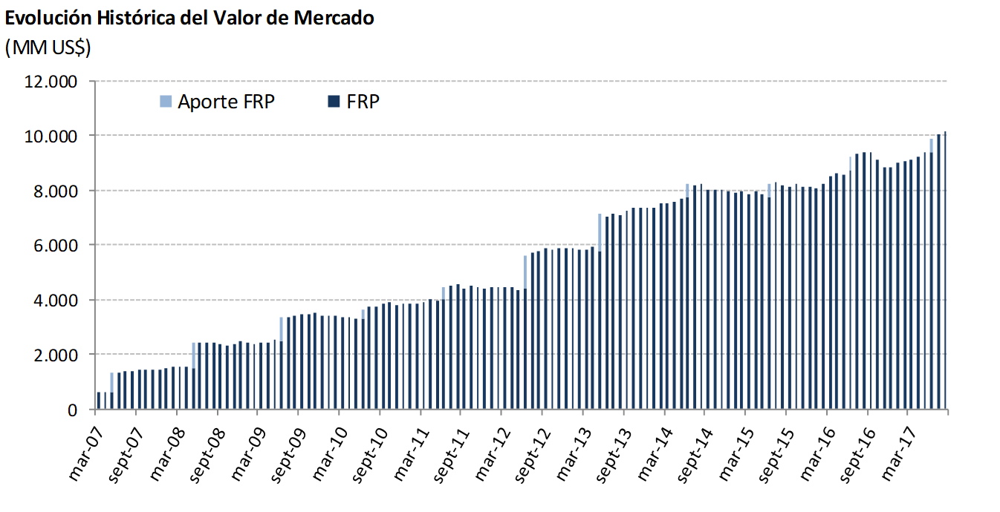 Evolución Histórica del Valor de Mercado
(MM US$)
12.000
Aporte FRP FRP
10.000
8.000
6.000
4.000
2.000
0
mar-07 sept-07 mar-08 sept-08 mar-09 sept-09 mar-10 sept-10 mar-11 sept-11 mar-12 sept-12 mar-13 sept-13 mar-14 sept-14 mar-15 sept-15 mar-16 sept-16 mar-17